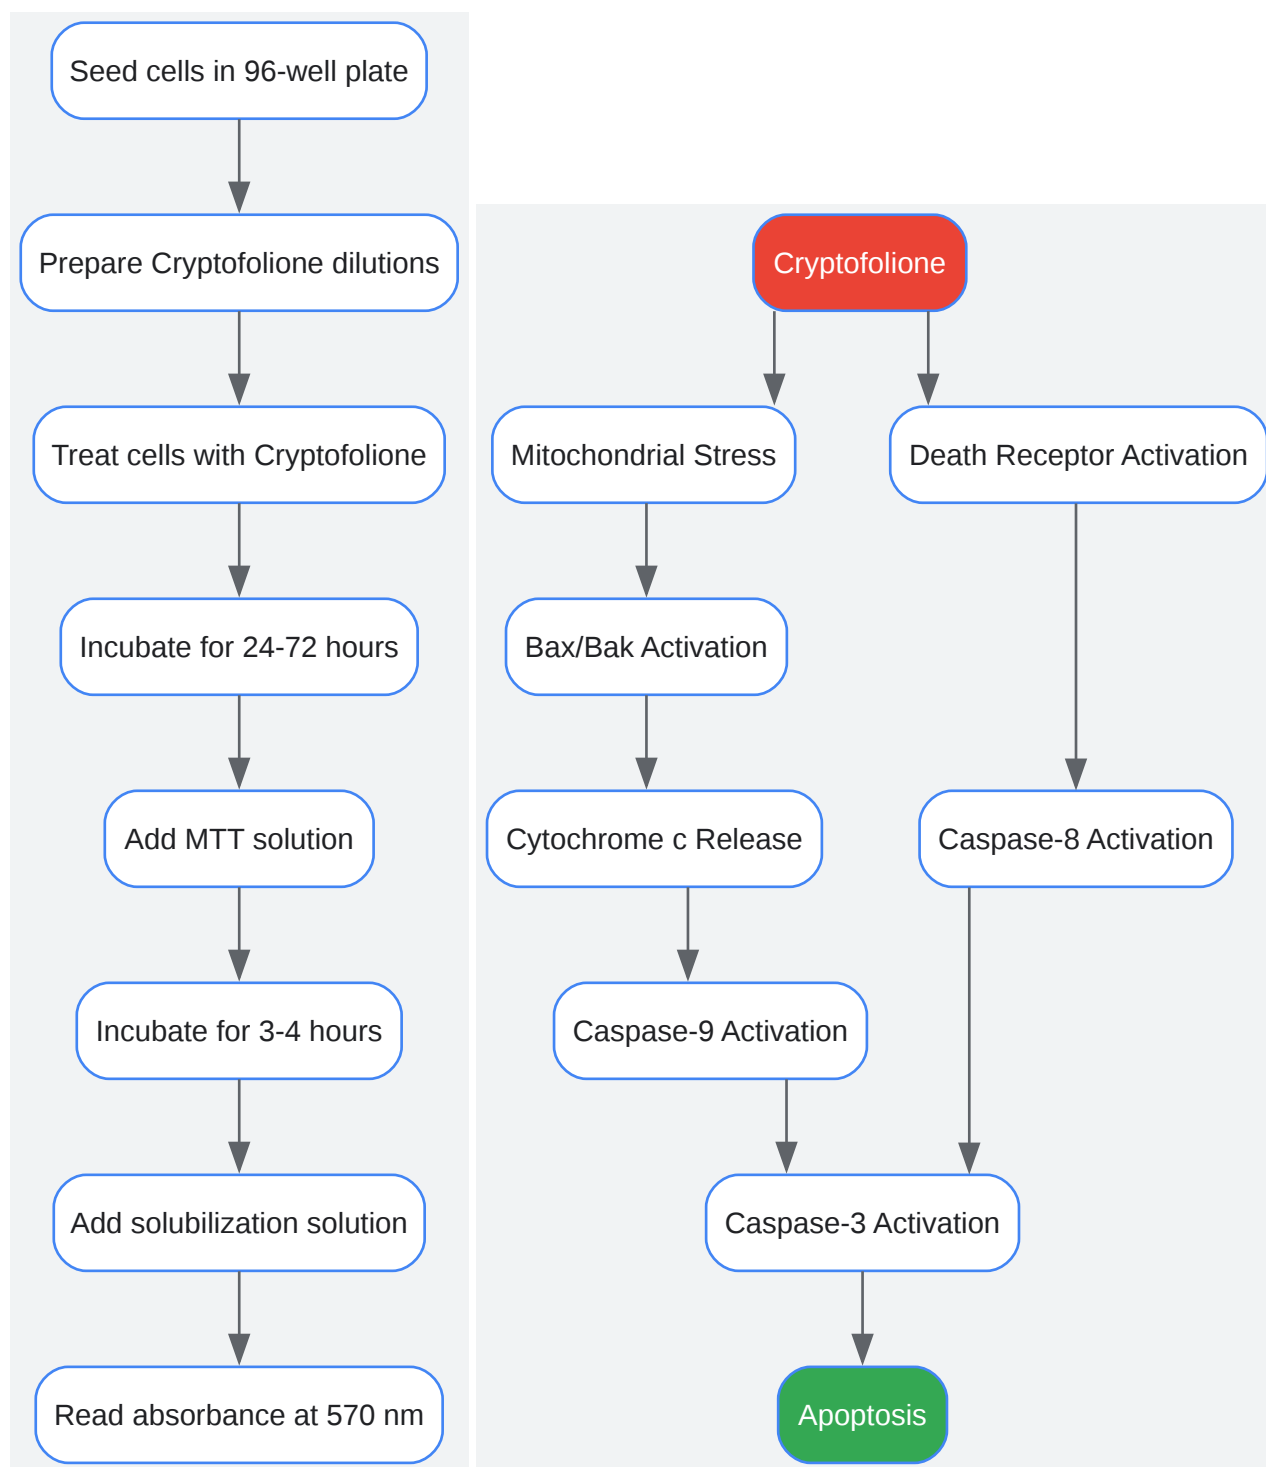 Seed cells in 96-well plate
Prepare Cryptofolione dilutions
Treat cells with Cryptofolione
Incubate for 24-72 hours
Add MTT solution
Incubate for 3-4 hours
Add solubilization solution
Read absorbance at 570 nm
Cryptofolione
Mitochondrial Stress
Death Receptor Activation
Bax/Bak Activation
Cytochrome c Release
Caspase-8 Activation
Caspase-9 Activation
Caspase-3 Activation
Apoptosis